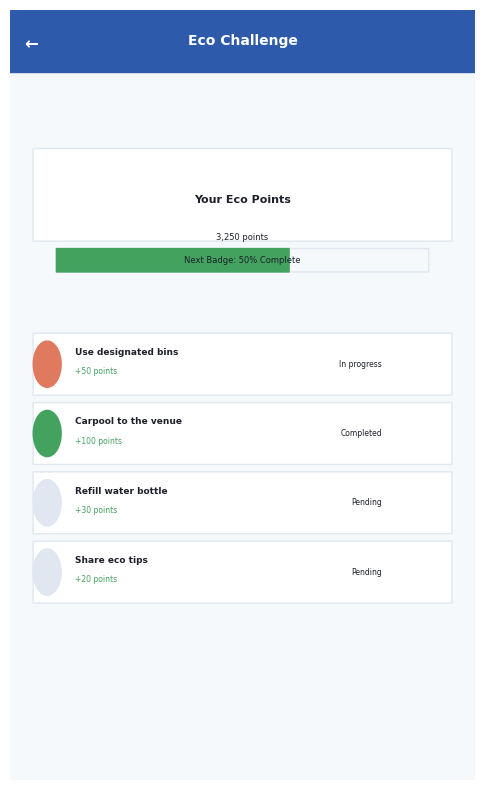 ←
Eco Challenge
Your Eco Points
3,250 points
Next Badge: 50% Complete
Use designated bins
+50 points
In progress
Carpool to the venue
+100 points
Completed
Refill water bottle
+30 points
Pending
Share eco tips
+20 points
Pending